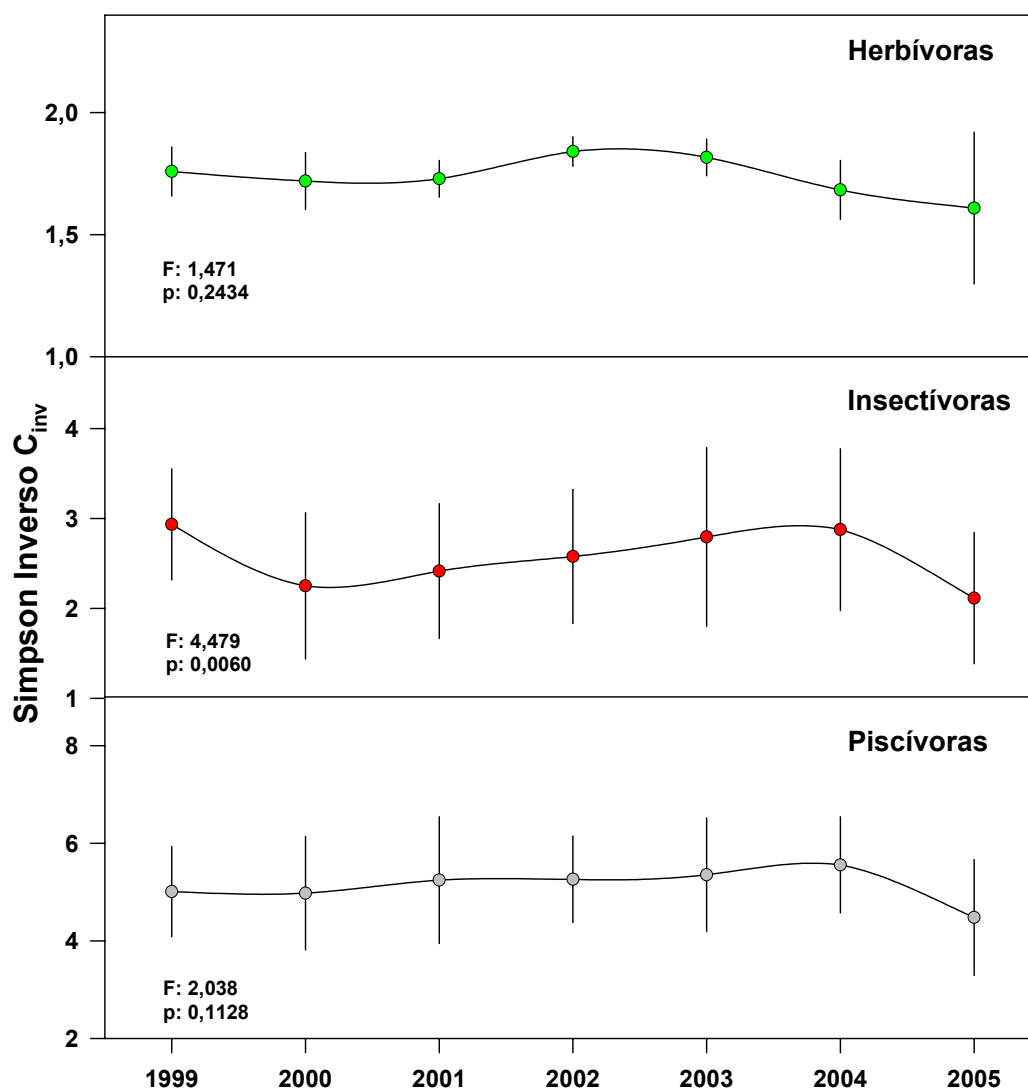 Herbívoras
2,0
1,5
F: 1,471
p: 0,2434
1,0
Insectívoras
4
3
2
F: 4,479
p: 0,0060
1
Simpson Inverso C_inv
Piscívoras
8
6
4
F: 2,038
p: 0,1128
2
1999 2000 2001 2002 2003 2004 2005